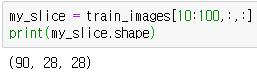 my_slice = train_images[10:100,:,:]
print(my_slice.shape)
(90, 28, 28)